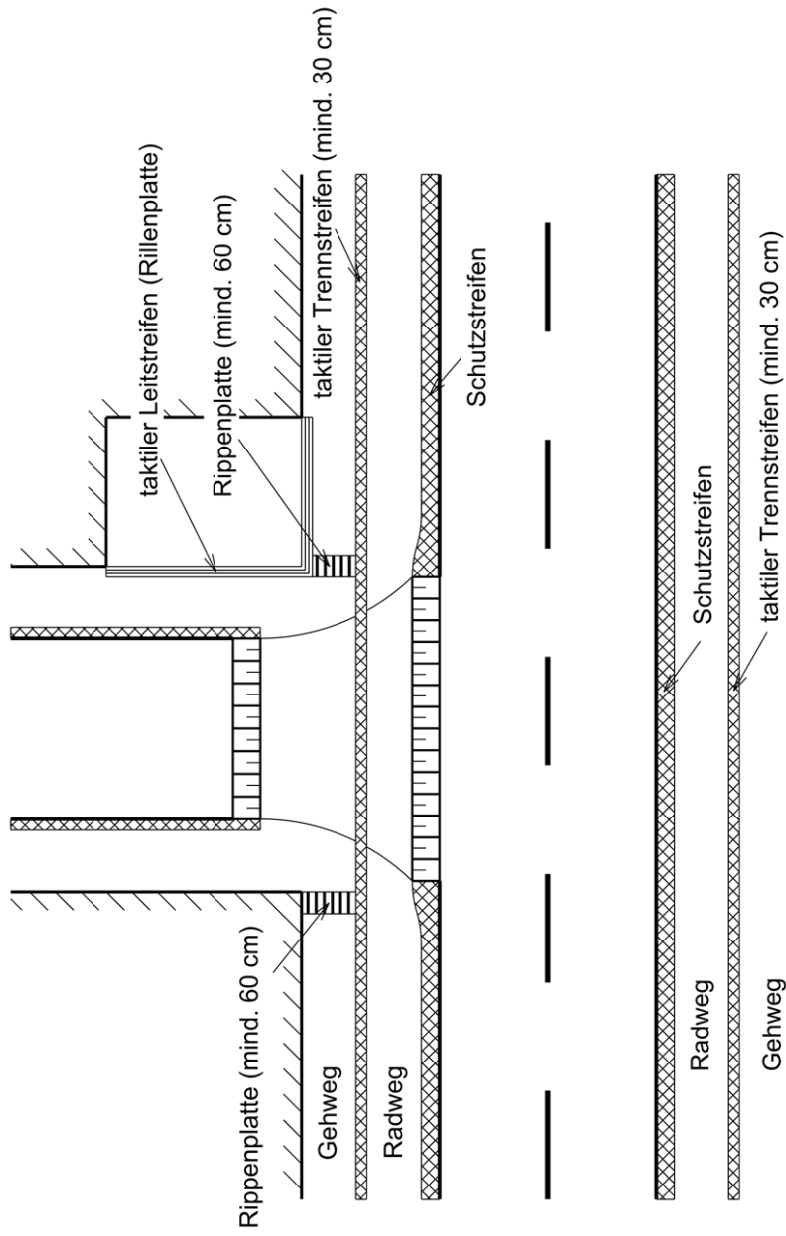 taktiler Leitstreifen (Rillenplatte)
Rippenplatte (mind. 60 cm)
taktiler Trennstreifen (mind. 30 cm)
Rippenplatte (mind. 60 cm)
Gehweg
Radweg
Schutzstreifen
Schutzstreifen
taktiler Trennstreifen (mind. 30 cm)
Radweg
Gehweg